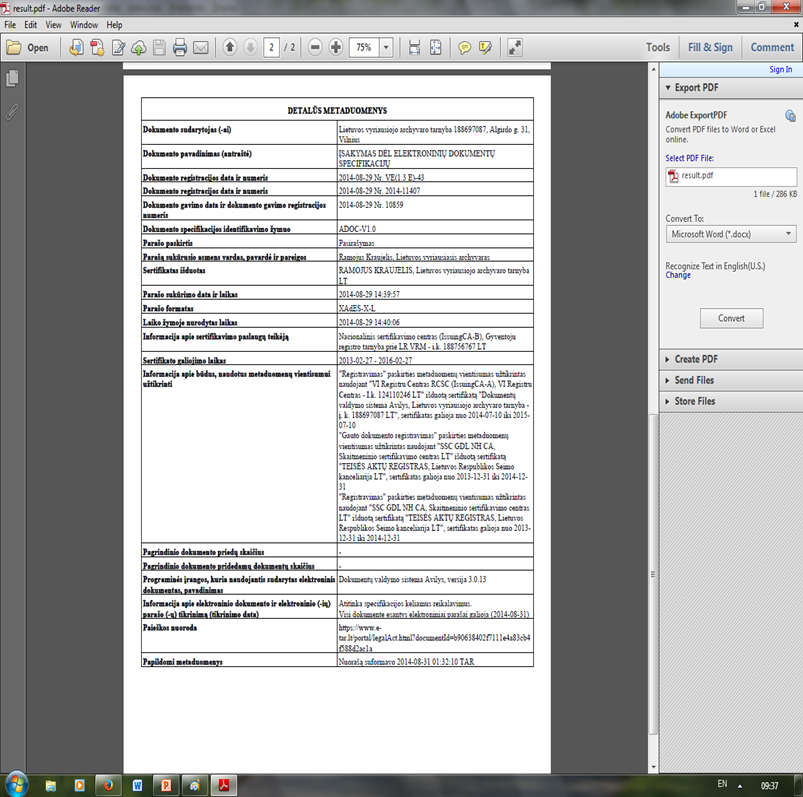 result.pdf - Adobe Reader
File Edit View Window Help
Open 2 / 2 75% Tools Fill & Sign Comment
Sign In
DETALŪS METADUOMENYS
Dokumento sudarytojas (-ai) Lietuvos vyriausiojo archyvaro tarnyba 188697087, Algirdo g. 31,
Vilnius
Dokumento pavadinimas (antraštė) ĮSAKYMAS DĖL ELEKTRONINIŲ DOKUMENTŲ
SPECIFIKACIJŲ
Dokumento registracijos data ir numeris 2014-08-29 Nr. VE(1.3 E)-43
Dokumento registracijos data ir numeris 2014-08-29 Nr. 2014-11407
Dokumento gavimo data ir dokumento gavimo registracijos
numeris
2014-08-29 Nr. 10859
Dokumento specifikacijos identifikavimo žymuo ADOC-V1.0
Parašo paskirtis Pasirašymas
Parašą sukūrusio asmens vardas, pavardė ir pareigos Ramojus Kraujelis, Lietuvos vyriausiasis archyvaras
Sertifikatas išduotas RAMOJUS KRAUJELIS, Lietuvos vyriausiojo archyvaro tarnyba
LT
Parašo sukūrimo data ir laikas 2014-08-29 14:39:57
Parašo formatas XAdES-X-L
Laiko žymoje nurodytas laikas 2014-08-29 14:40:06
Informacija apie sertifikavimo paslaugų teikėją Nacionalinis sertifikavimo centras (IssuingCA-B), Gyventojų
registro tarnyba prie LR VRM - i.k. 188756767 LT
Sertifikato galiojimo laikas 2013-02-27 - 2016-02-27
Informacija apie būdus, naudotus metaduomenų vientisumui
užtikrinti
"Registravimas" paskirties metaduomenų vientisumas užtikrintas
naudojant "VI Registru Centras RCSC (IssuingCA-A), VI Registru
Centras - I.k. 124110246 LT" išduotą sertifikatą "Dokumentų
valdymo sistema Avilys, Lietuvos vyriausiojo archyvaro tarnyba -
į. k. 188697087 LT", sertifikatas galioja nuo 2014-07-10 iki 2015-
07-10
"Gauto dokumento registravimas" paskirties metaduomenų
vientisumas užtikrintas naudojant "SSC GDL NH CA,
Skaitmeninio sertifikavimo centras LT" išduotą sertifikatą
"TEISĖS AKTŲ REGISTRAS, Lietuvos Respublikos Seimo
kanceliarija LT", sertifikatas galioja nuo 2013-12-31 iki 2014-12-
31
"Registravimas" paskirties metaduomenų vientisumas užtikrintas
naudojant "SSC GDL NH CA, Skaitmeninio sertifikavimo centras
LT" išduotą sertifikatą "TEISĖS AKTŲ REGISTRAS, Lietuvos
Respublikos Seimo kanceliarija LT", sertifikatas galioja nuo 2013-
12-31 iki 2014-12-31
Pagrindinio dokumento priedų skaičius -
Pagrindinio dokumento pridedamų dokumentų skaičius -
Programinės įrangos, kuria naudojantis sudarytas elektroninis
dokumentas, pavadinimas
Dokumentų valdymo sistema Avilys, versija 3.0.13
Informacija apie elektroninio dokumento ir elektroninio (-ių)
parašo (-ų) tikrinimą (tikrinimo data)
Atitinka specifikacijos keliamus reikalavimus.
Visi dokumente esantys elektroniniai parašai galioja (2014-08-31)
Paieškos nuoroda https://www.e-
tar.lt/portal/legalAct.html?documentId=b90638402f7111e4a83cb4
f588d2ac1a
Papildomi metaduomenys Nuorašą suformavo 2014-08-31 01:32:10 TAR
Export PDF
Adobe ExportPDF
Convert PDF files to Word or Excel
online.
Select PDF File:
result.pdf
1 file / 286 KB
Convert To:
Microsoft Word (*.docx)
Recognize Text in English(U.S.)
Change
Convert
Create PDF
Send Files
Store Files
EN 09:37